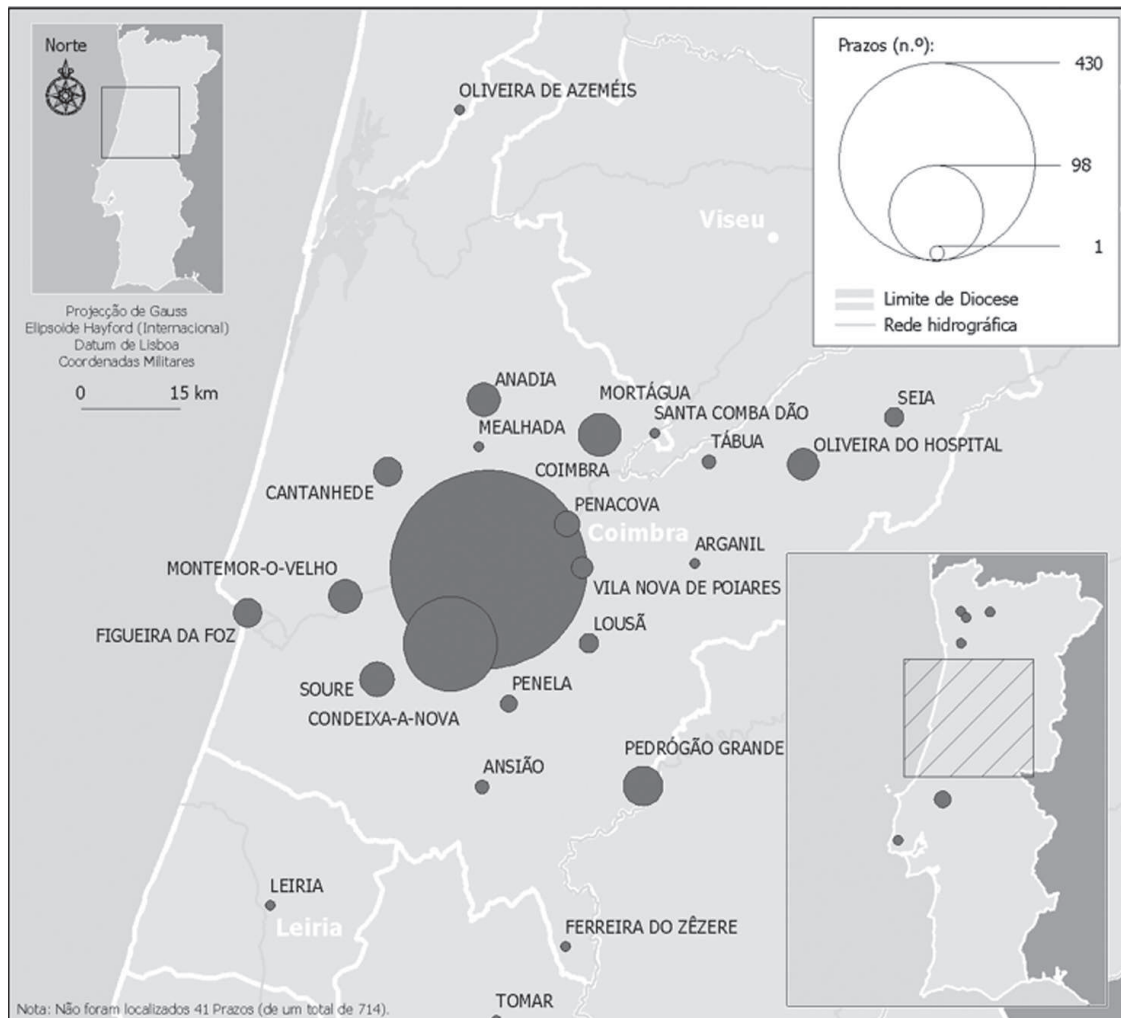 Norte
Projecção de Gauss
Elipsoide Hayford (Internacional)
Datum de Lisboa
Coordenadas Militares
0 15 km
Prazos (n.º):
430
98
1
Limite de Diocese
Rede hidrográfica
OLIVEIRA DE AZEMÉIS
Viseu
ANADIA
MORTÁGUA
SEIA
MEALHADA
SANTA COMBA DÃO
TÁBUA
OLIVEIRA DO HOSPITAL
COIMBRA
CANTANHEDE
PENACOVA
Coimbra
ARGANIL
MONTEMOR-O-VELHO
VILA NOVA DE POIARES
FIGUEIRA DA FOZ
LOUSÃ
SOURE
PENELA
CONDEIXA-A-NOVA
PEDRÓGÃO GRANDE
ANSIÃO
LEIRIA
Leiria
FERREIRA DO ZÊZERE
TOMAR
Nota: Não foram localizados 41 Prazos (de um total de 714).